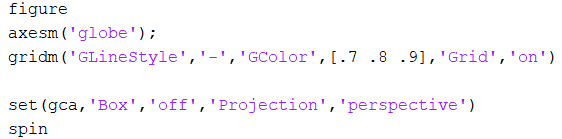 figure
axesm('globe');
gridm('GLineStyle','-','GColor',[.7 .8 .9],'Grid','on')
set(gca,'Box','off','Projection','perspective')
spin